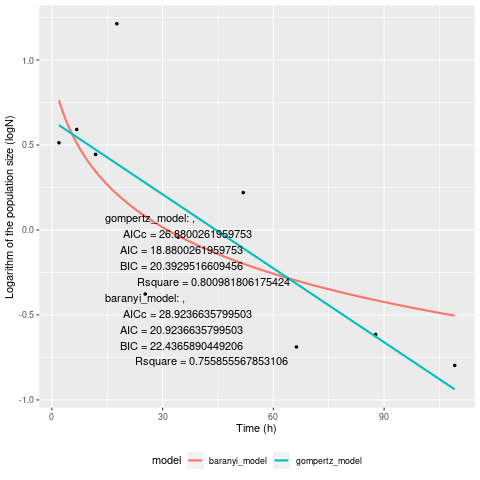 1.0
0.5
0.0
-0.5
-1.0
Logarithm of the population size (logN)
gompertz_model: ,
AICc = 26.8800261959753
AIC = 18.8800261959753
BIC = 20.3929516609456
Rsquare = 0.800981806175424
baranyi_model: ,
AICc = 28.9236635799503
AIC = 20.9236635799503
BIC = 22.4365890449206
Rsquare = 0.755855567853106
0 30 60 90
Time (h)
model baranyi_model gompertz_model